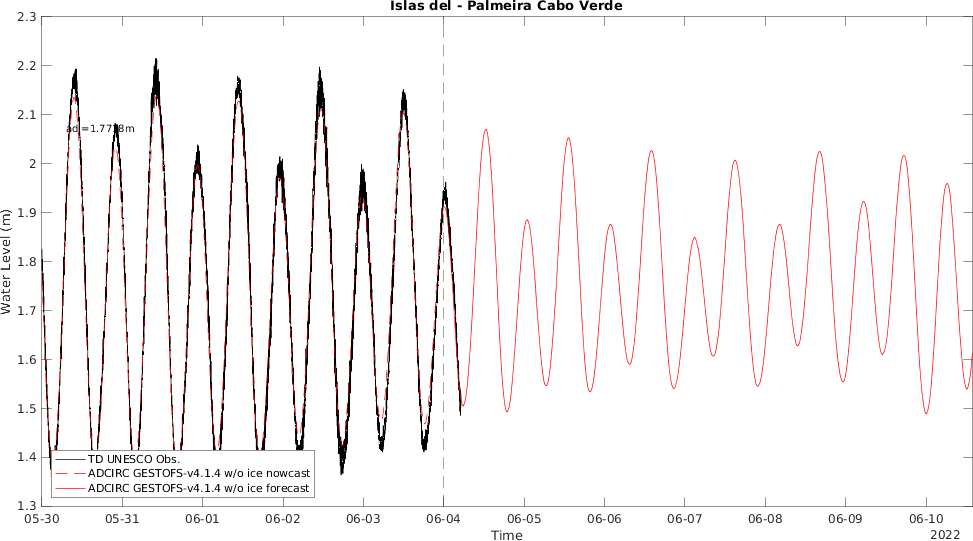 Islas del - Palmeira Cabo Verde
2.3
2.2
2.1
2
1.9
1.8
1.7
1.6
1.5
1.4
1.3
Water Level (m)
TD UNESCO Obs.
ADCIRC GESTOFS-v4.1.4 w/o ice nowcast
ADCIRC GESTOFS-v4.1.4 w/o ice forecast
05-30 05-31 06-01 06-02 06-03 06-04 06-05 06-06 06-07 06-08 06-09 06-10
Time
2022